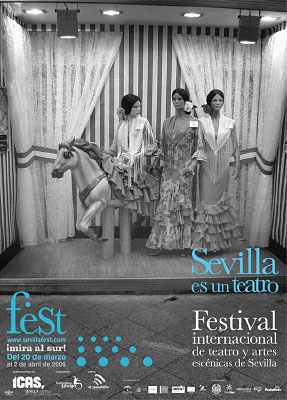 Sevilla
es un teatro
fest
www.sevillafest.com
¡mira al sur!
Del 20 de marzo
al 2 de abril de 2006
Festival
internacional
de teatro y artes
escénicas de Sevilla
ICAS,